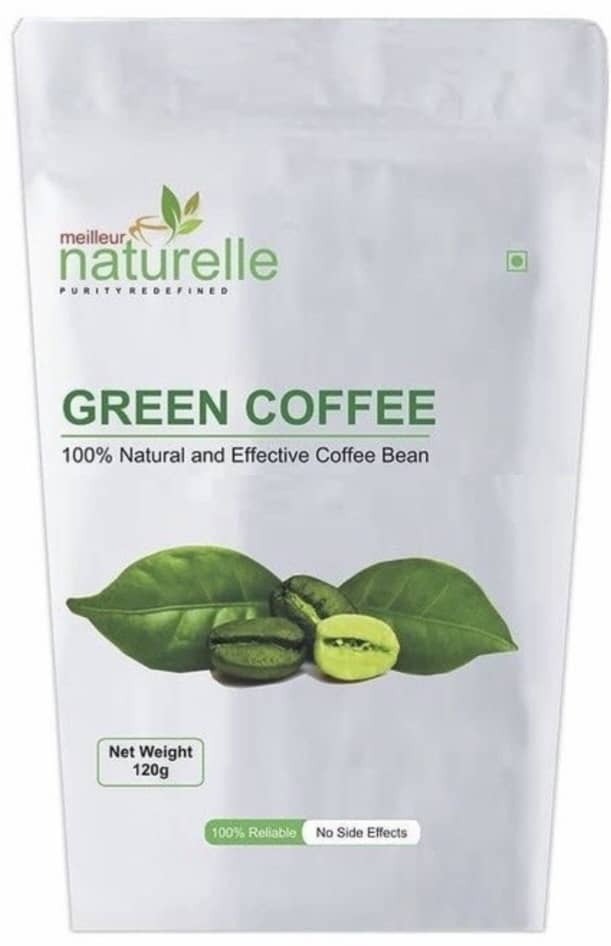 meilleur
naturelle
PURITY REDEFINED
GREEN COFFEE
100% Natural and Effective Coffee Bean
Net Weight
120g
100% Reliable No Side Effects